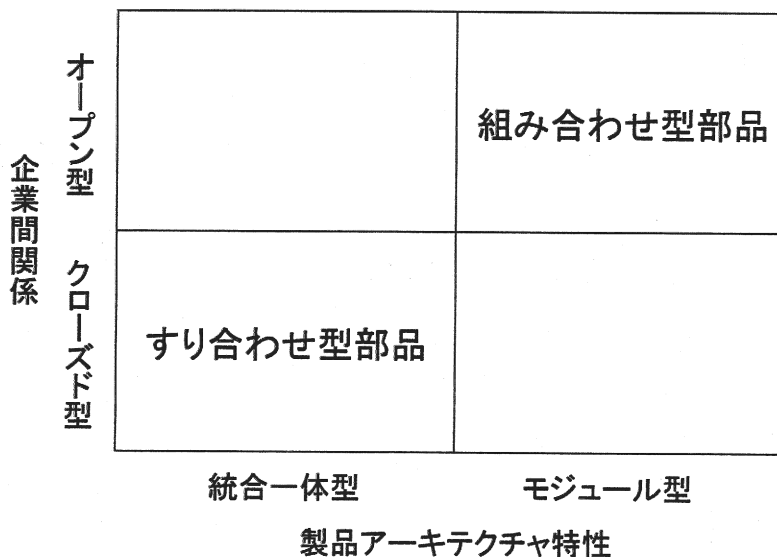 企業間関係
オープン型
クローズド型
組み合わせ型部品
すり合わせ型部品
統合一体型
モジュール型
製品アーキテクチャ特性